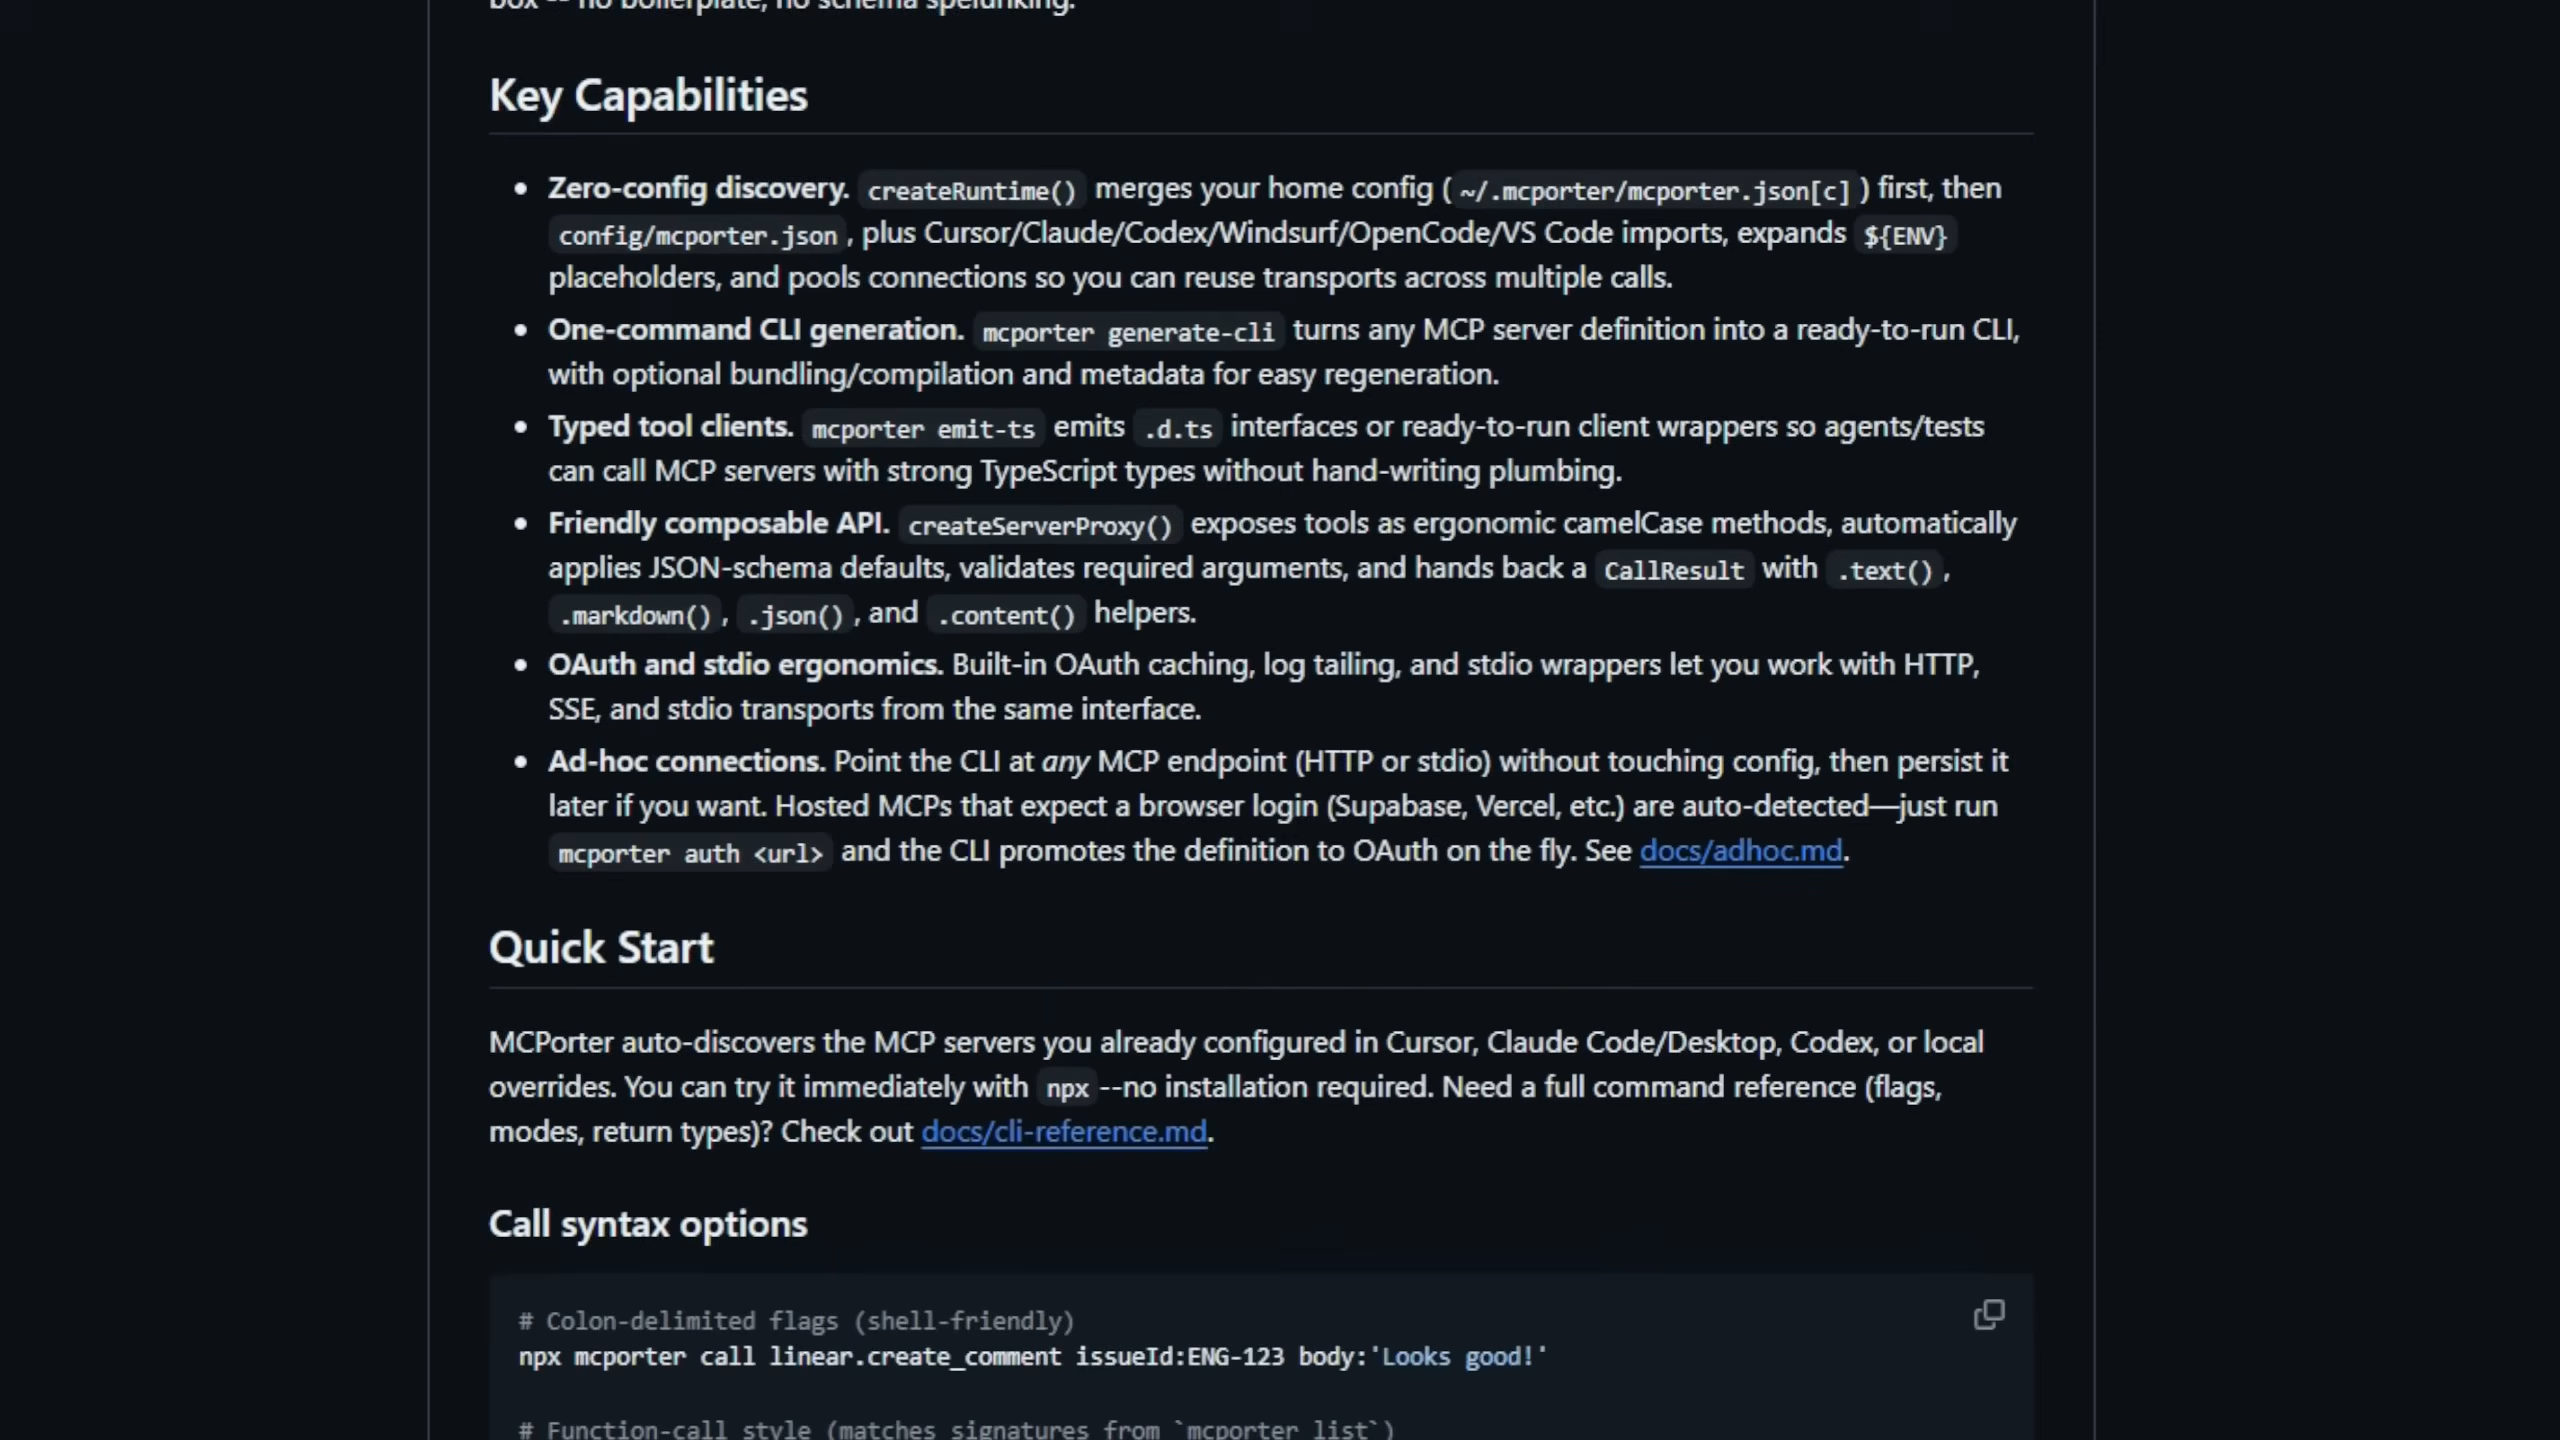 box -- no boilerplate, no schema spelunking.
Key Capabilities
Zero-config discovery. createRuntime() merges your home config (~/.mcporter/mcporter.json[c]) first, then
config/mcporter.json, plus Cursor/Claude/Codex/Windsurf/OpenCode/VS Code imports, expands ${ENV}
placeholders, and pools connections so you can reuse transports across multiple calls.
One-command CLI generation. mcporter generate-cli turns any MCP server definition into a ready-to-run CLI,
with optional bundling/compilation and metadata for easy regeneration.
Typed tool clients. mcporter emit-ts emits .d.ts interfaces or ready-to-run client wrappers so agents/tests
can call MCP servers with strong TypeScript types without hand-writing plumbing.
Friendly composable API. createServerProxy() exposes tools as ergonomic camelCase methods, automatically
applies JSON-schema defaults, validates required arguments, and hands back a CallResult with .text(),
.markdown(), .json(), and .content() helpers.
OAuth and stdio ergonomics. Built-in OAuth caching, log tailing, and stdio wrappers let you work with HTTP,
SSE, and stdio transports from the same interface.
Ad-hoc connections. Point the CLI at any MCP endpoint (HTTP or stdio) without touching config, then persist it
later if you want. Hosted MCPs that expect a browser login (Supabase, Vercel, etc.) are auto-detected—just run
mcporter auth <url> and the CLI promotes the definition to OAuth on the fly. See docs/adhoc.md.
Quick Start
MCPorter auto-discovers the MCP servers you already configured in Cursor, Claude Code/Desktop, Codex, or local
overrides. You can try it immediately with npx --no installation required. Need a full command reference (flags,
modes, return types)? Check out docs/cli-reference.md.
Call syntax options
# Colon-delimited flags (shell-friendly)
npx mcporter call linear.create_comment issueId:ENG-123 body:'Looks good!'
# Function-call style (matches signatures from `mcporter list`)